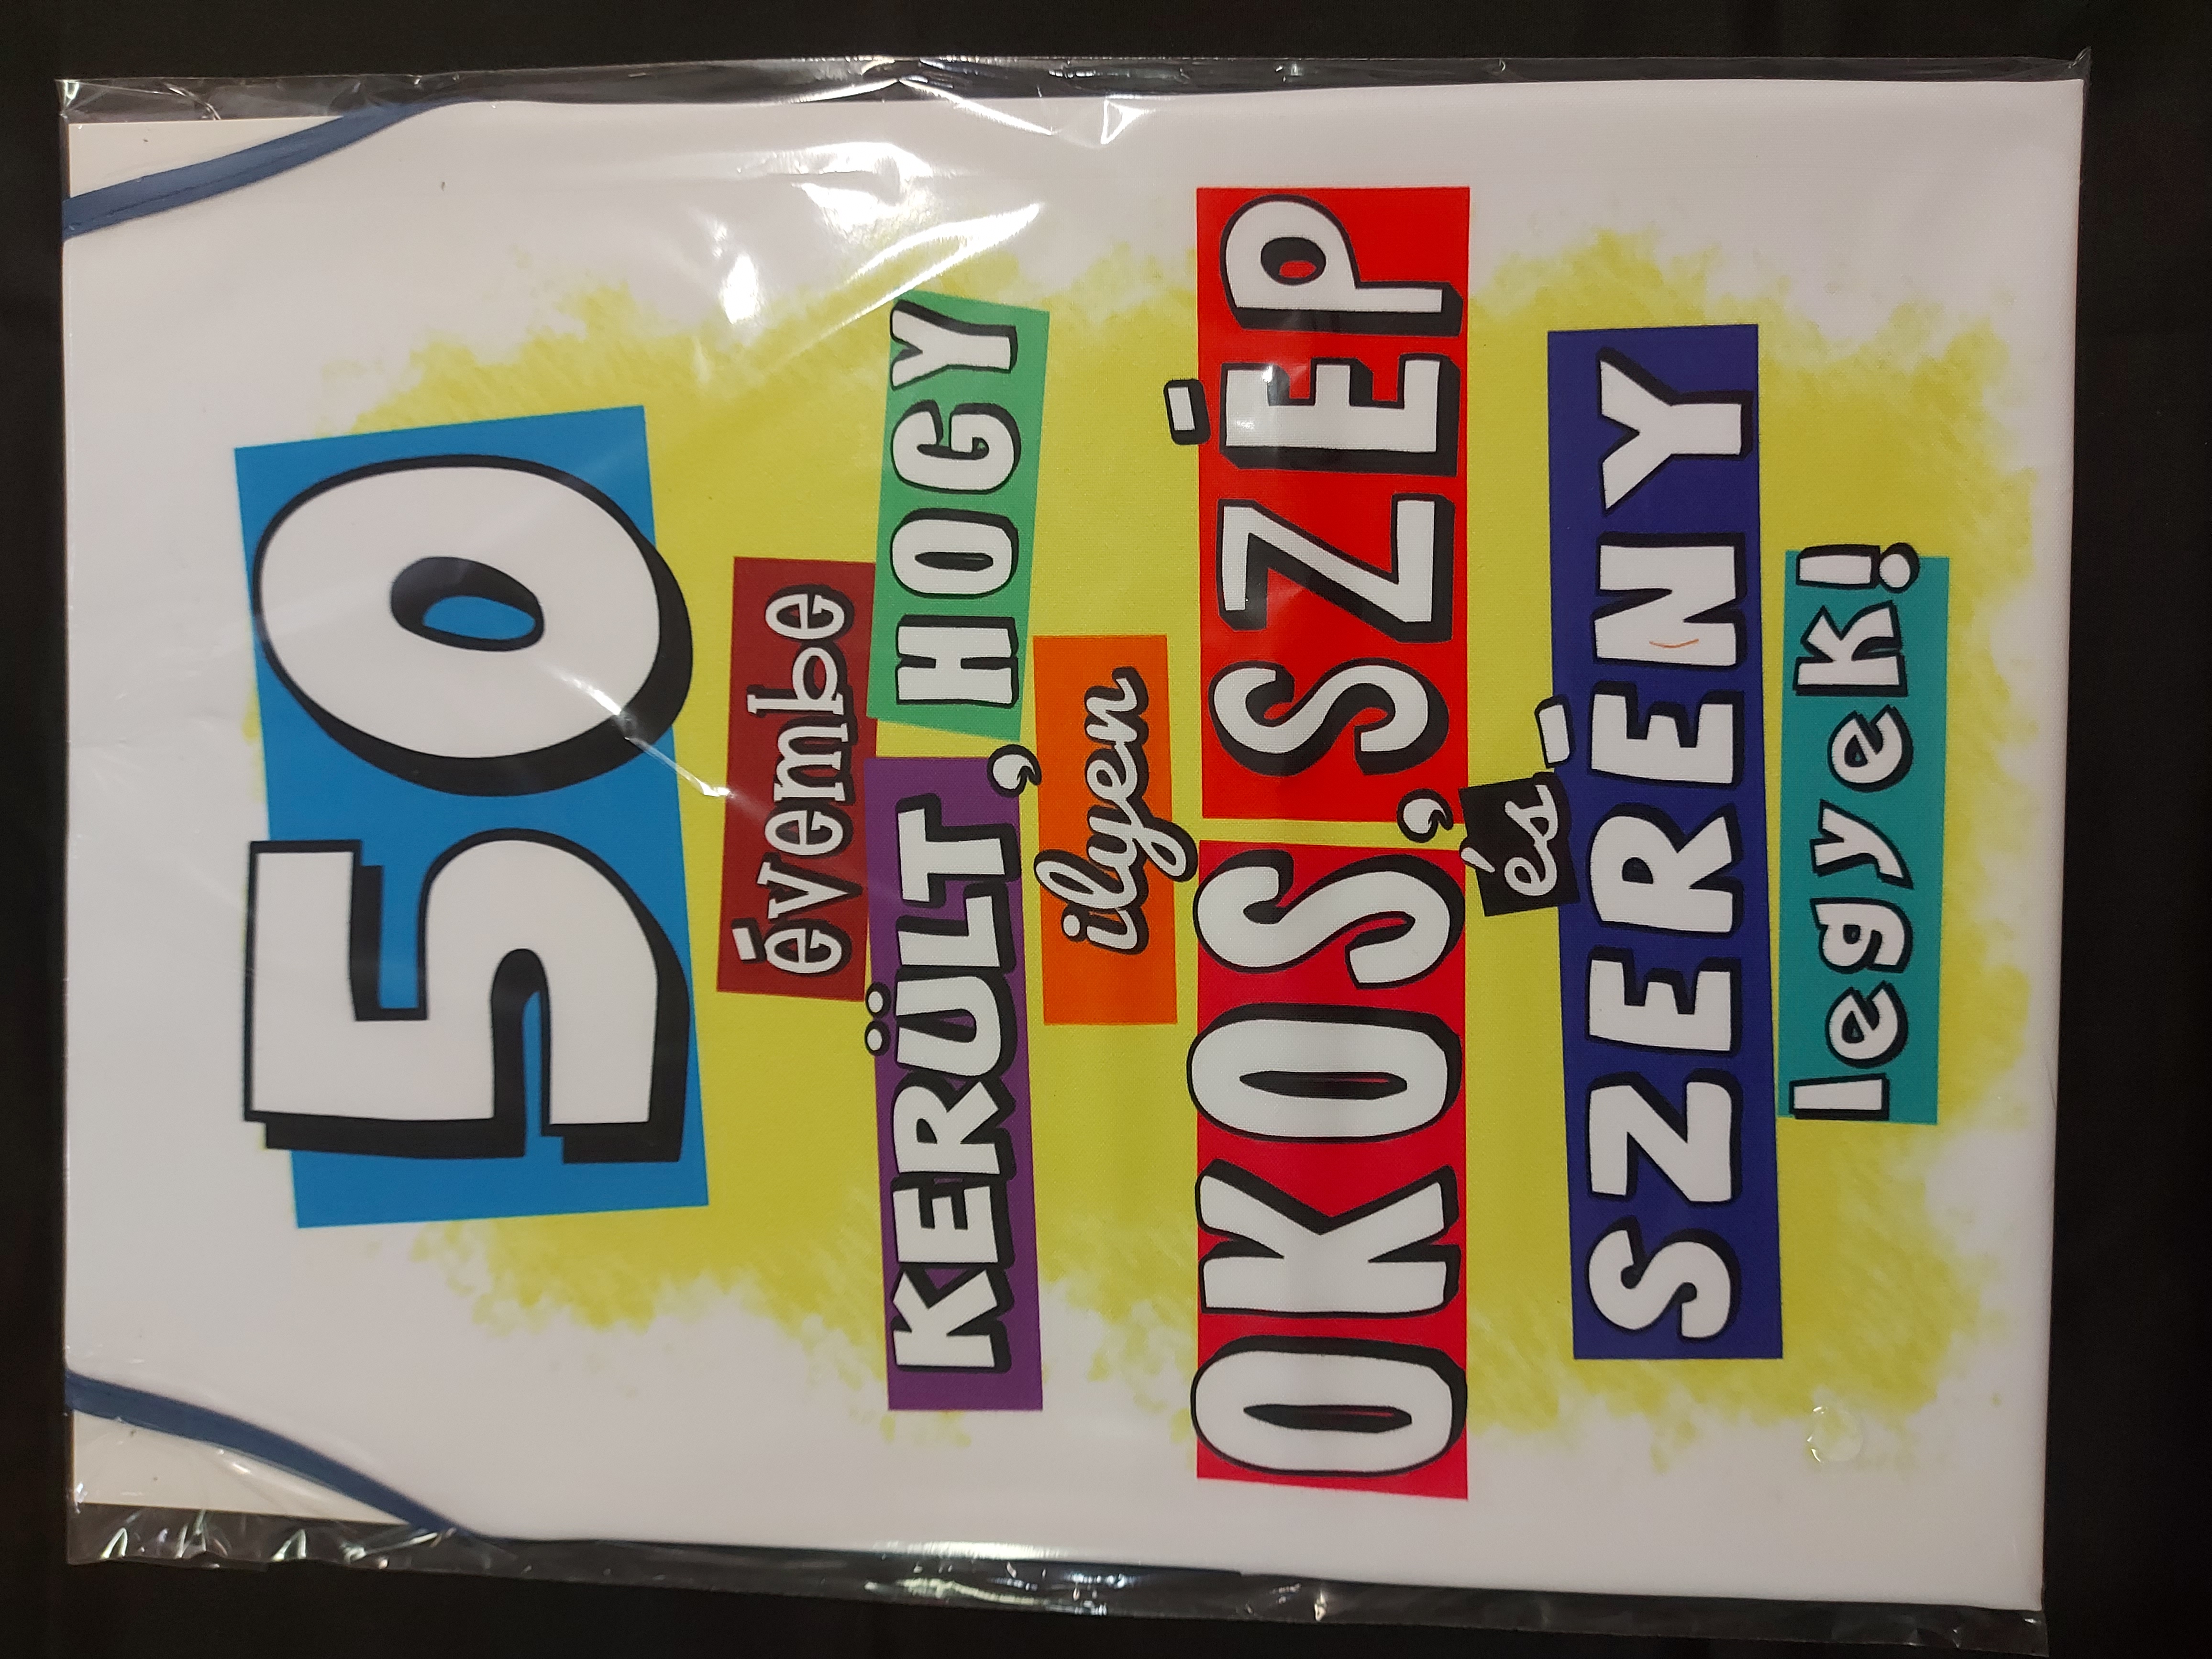 50
évembe
KERÜLT, HOGY
ilyen
OKOS, SZÉP
és
SZERÉNY
legyek!